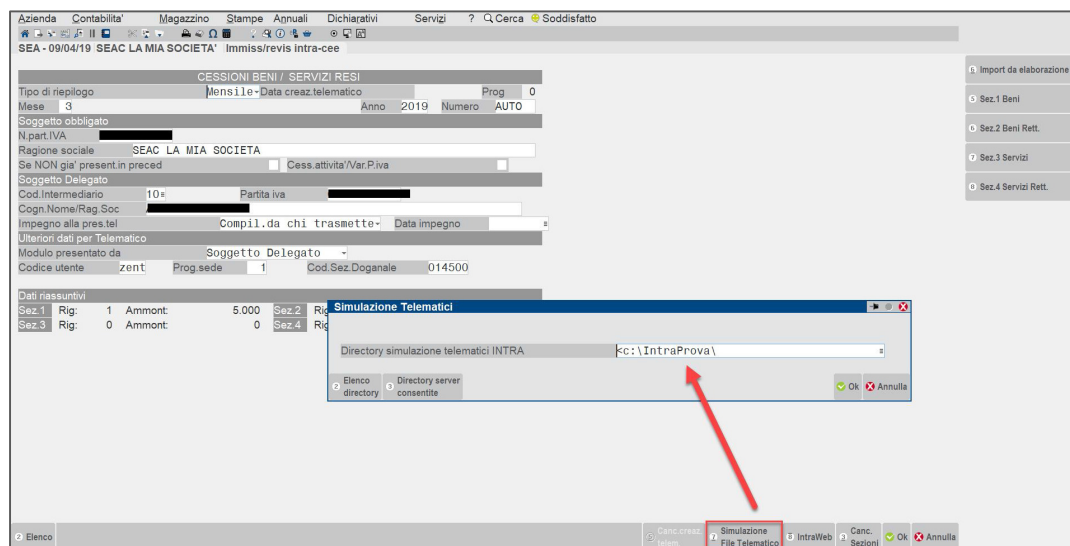 Azienda Contabilita' Magazzino Stampe Annuali Dichiarativi Servizi ? Cerca Soddisfatto
SEA - 09/04/19 SEAC LA MIA SOCIETA' Immiss/revis intra-cee
CESSIONI BENI / SERVIZI RESI
Tipo di riepilogo Mensile Data creaz.telematico Prog 0
Mese 3 Anno 2019 Numero AUTO
Soggetto obbligato
N.part.IVA
Ragione sociale SEAC LA MIA SOCIETA
Se NON gia' present.in preced Cess.attivita'/Var.P.iva
Soggetto Delegato
Cod.Intermediario 10 Partita iva
Cogn.Nome/Rag.Soc
Impegno alla pres.tel Compil.da chi trasmette Data impegno
Ulteriori dati per Telematico
Modulo presentato da Soggetto Delegato
Codice utente zent Prog.sede 1 Cod.Sez.Doganale 014500
Dati riassuntivi
Sez.1 Rig: 1 Ammont: 5.000 Sez.2 Rig
Sez.3 Rig: 0 Ammont: 0 Sez.4 Rig
Simulazione Telematici
Directory simulazione telematici INTRA <c:\IntraProva\
2 Elenco directory 3 Directory server consentite Ok Annulla
Import da elaborazione
5 Sez.1 Beni
6 Sez.2 Beni Rett.
7 Sez.3 Servizi
8 Sez.4 Servizi Rett.
2 Elenco Canc.creaz. telem. Simulazione File Telematico IntraWeb 3 Canc. Sezioni Ok Annulla